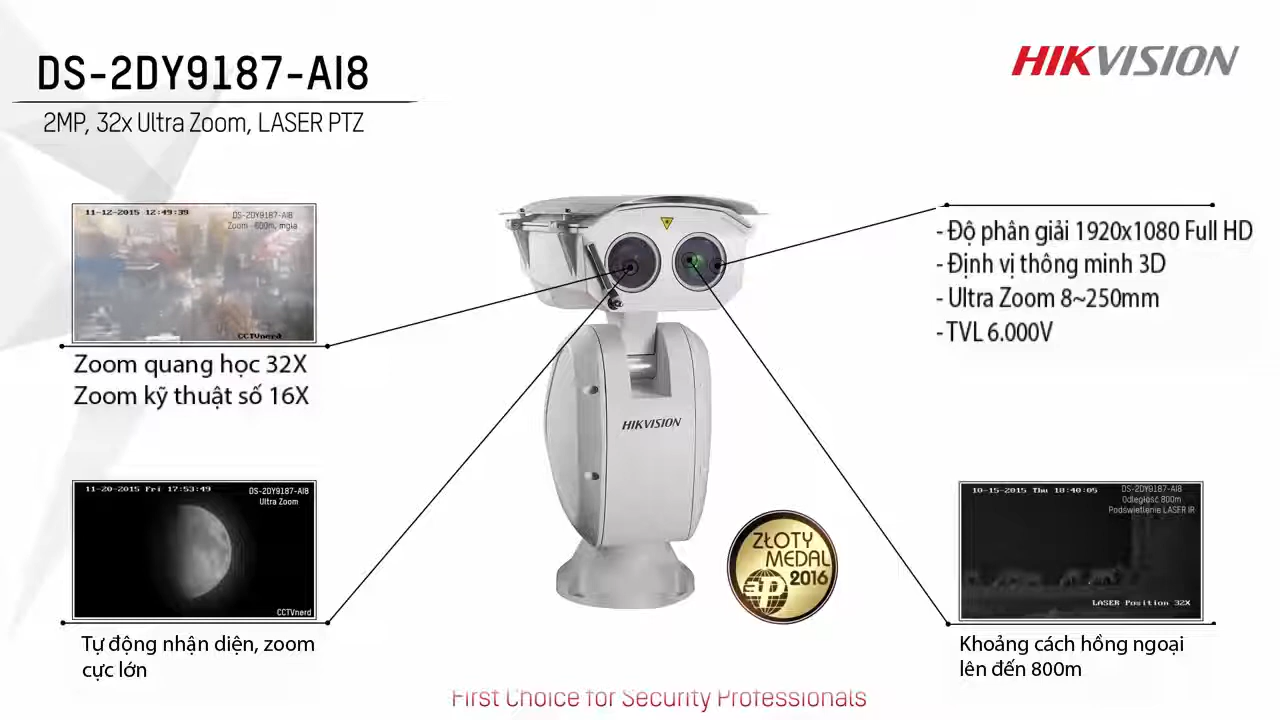 DS-2DY9187-AI8
HIKVISION
2MP, 32x Ultra Zoom, LASER PTZ
11-12-2015 12:49:39
DS-2DY9187-AI8
Zoom - 600m, mgła
CCTVnerd
Zoom quang học 32X
Zoom kỹ thuật số 16X
- Độ phân giải 1920x1080 Full HD
- Định vị thông minh 3D
- Ultra Zoom 8~250mm
- TVL 6.000V
HIKVISION
11-20-2015 Fri 17:53:49
DS-2DY9187-AI8
Ultra Zoom
CCTVnerd
Tự động nhận diện, zoom
cực lớn
ZŁOTY
MEDAL
2016
10-15-2015 Thu 18:40:05
DS-2DY9187-AI8
Odległość 800m
Podświetlenie LASER IR
LASER Position 32X
Khoảng cách hồng ngoại
lên đến 800m
First Choice for Security Professionals